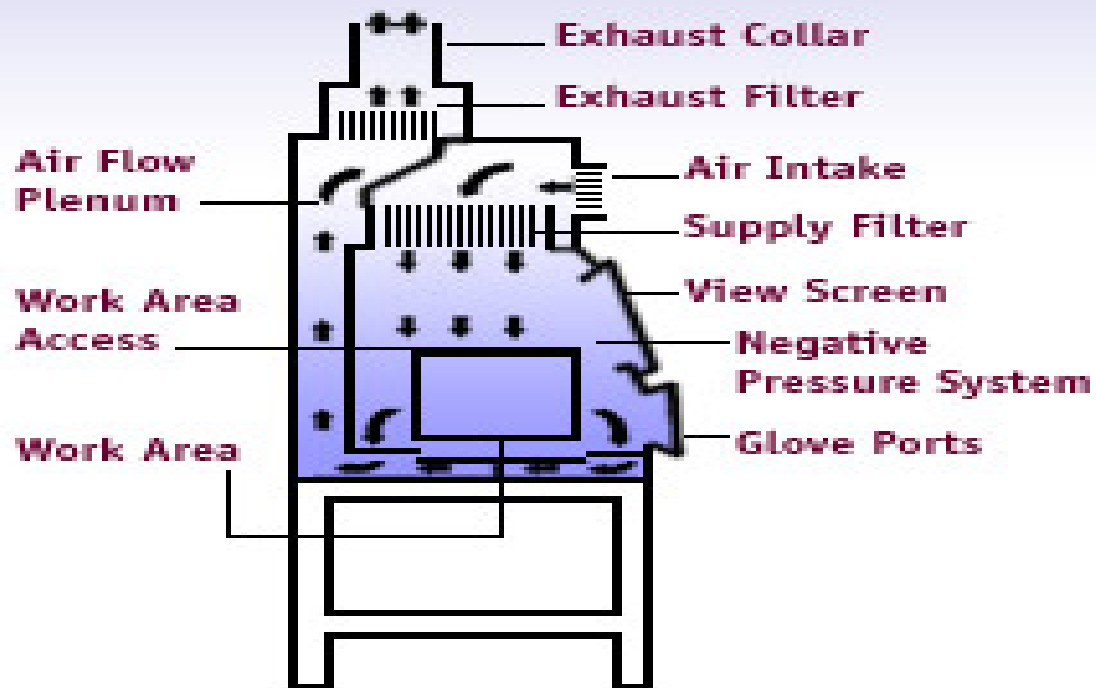 Exhaust Collar
Exhaust Filter
Air Flow
Plenum
Air Intake
Supply Filter
View Screen
Work Area
Access
Negative
Pressure System
Glove Ports
Work Area